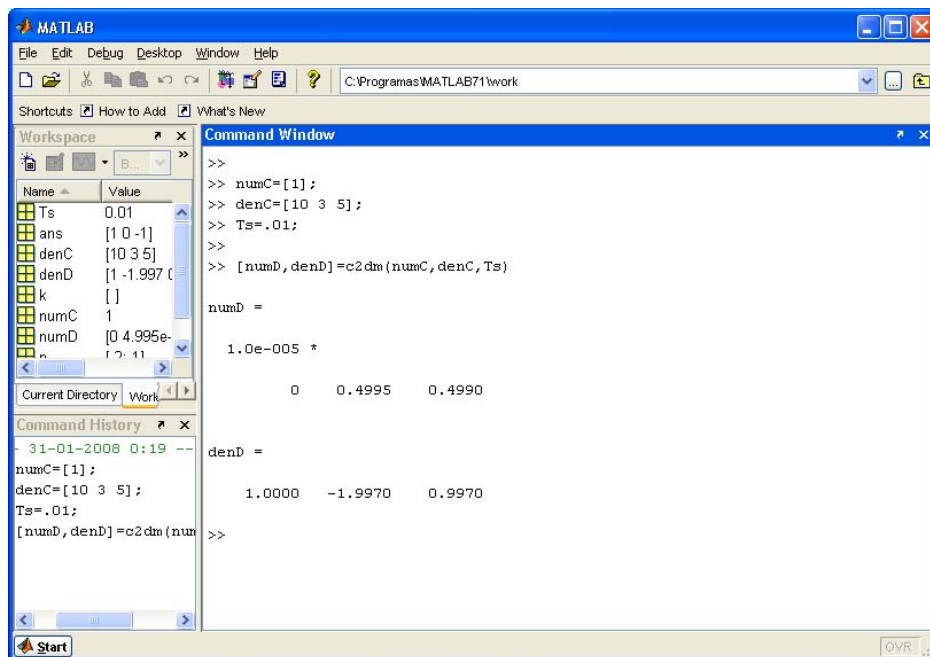 MATLAB
File Edit Debug Desktop Window Help
C:\Programas\MATLAB71\work
Shortcuts How to Add What's New
Workspace
B...
Name Value
Ts 0.01
ans [1 0 -1]
denC [10 3 5]
denD [1 -1.997 0
k [ ]
numC 1
numD [0 4.995e-
Current Directory Work
Command History
- 31-01-2008 0:19 --
numC=[1];
denC=[10 3 5];
Ts=.01;
[numD,denD]=c2dm(num
Command Window
>>
>> numC=[1];
>> denC=[10 3 5];
>> Ts=.01;
>>
>> [numD,denD]=c2dm(numC,denC,Ts)
numD =
1.0e-005 *
0 0.4995 0.4990
denD =
1.0000 -1.9970 0.9970
>>
Start
OVR